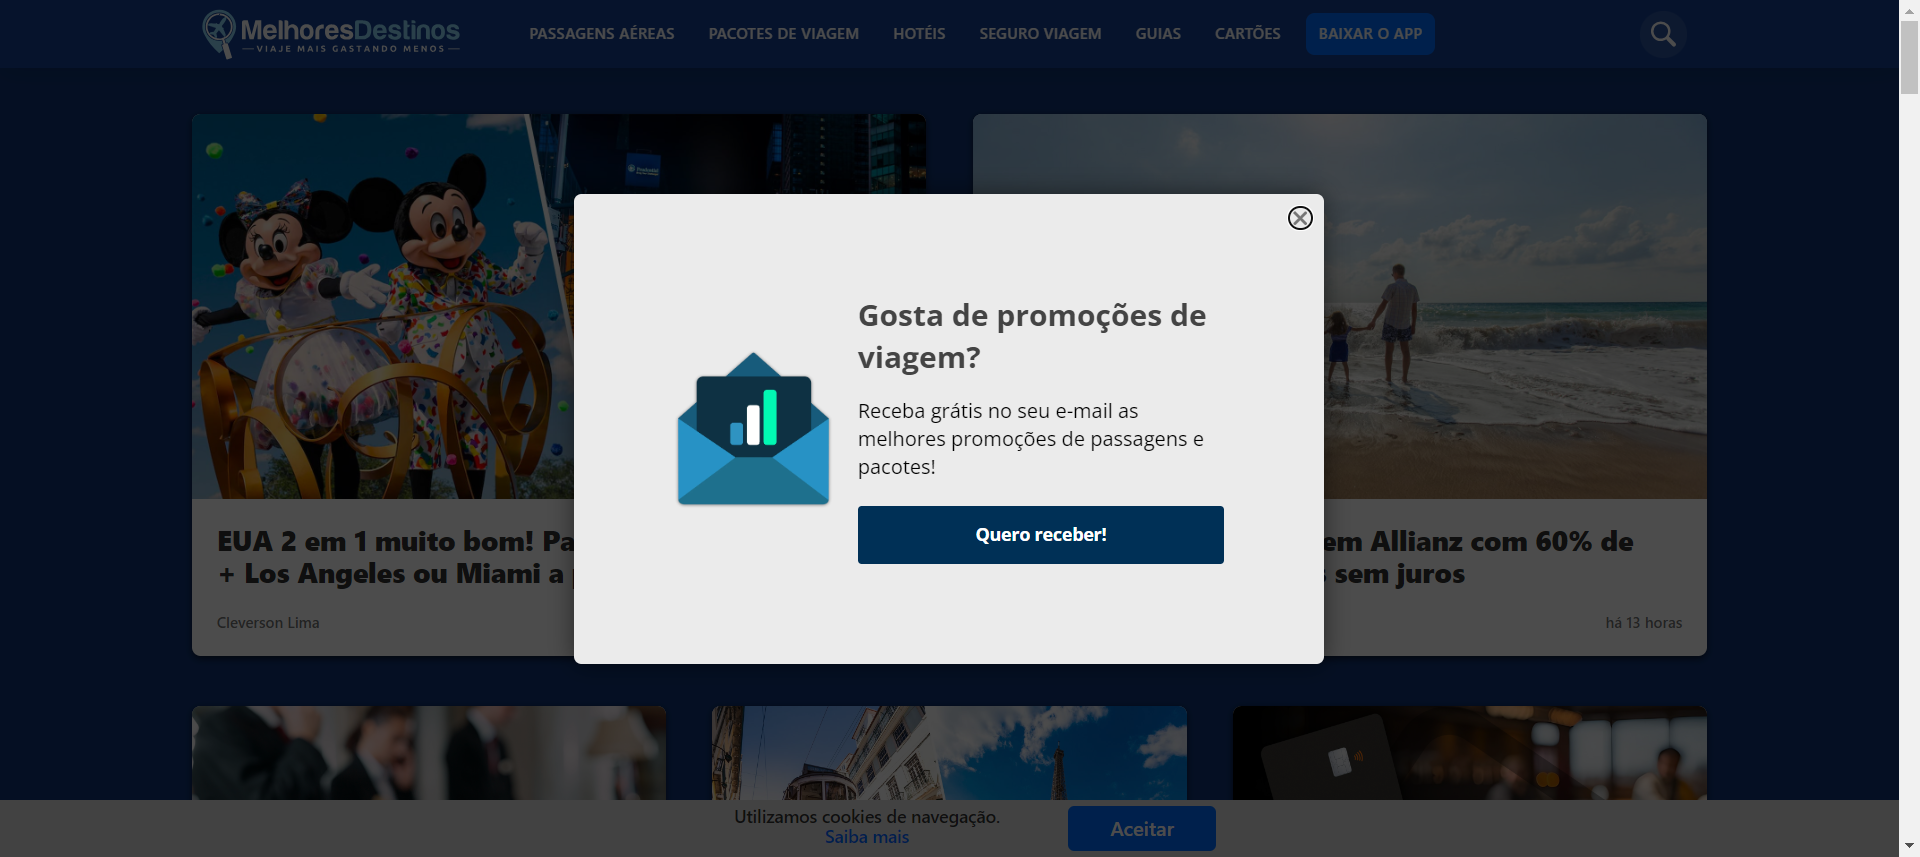 MelhoresDestinos
VIAJE MAIS GASTANDO MENOS
PASSAGENS AÉREAS
PACOTES DE VIAGEM
HOTÉIS
SEGURO VIAGEM
GUIAS
CARTÕES
BAIXAR O APP
Gosta de promoções de
viagem?
Receba grátis no seu e-mail as
melhores promoções de passagens e
pacotes!
Quero receber!
EUA 2 em 1 muito bom! Pa
+ Los Angeles ou Miami a
Cleverson Lima
em Allianz com 60% de
sem juros
há 13 horas
Utilizamos cookies de navegação.
Saiba mais
Aceitar